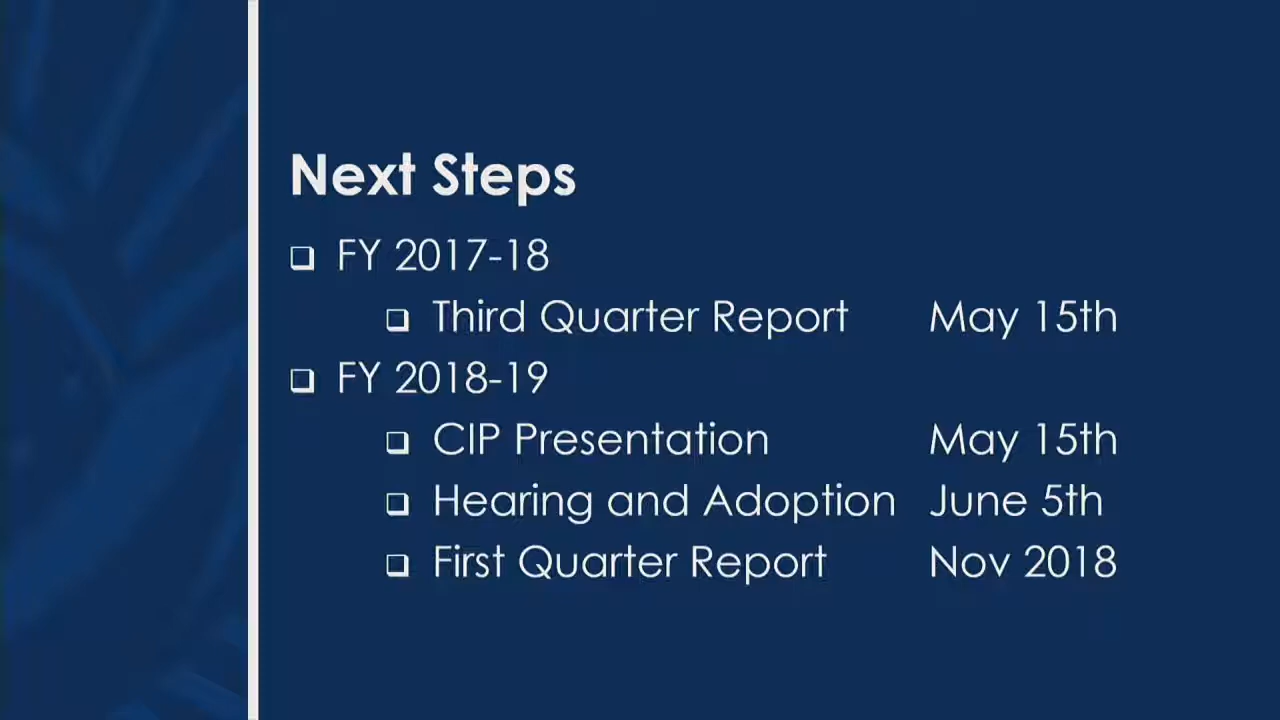 Next Steps
FY 2017-18
Third Quarter Report May 15th
FY 2018-19
CIP Presentation May 15th
Hearing and Adoption June 5th
First Quarter Report Nov 2018